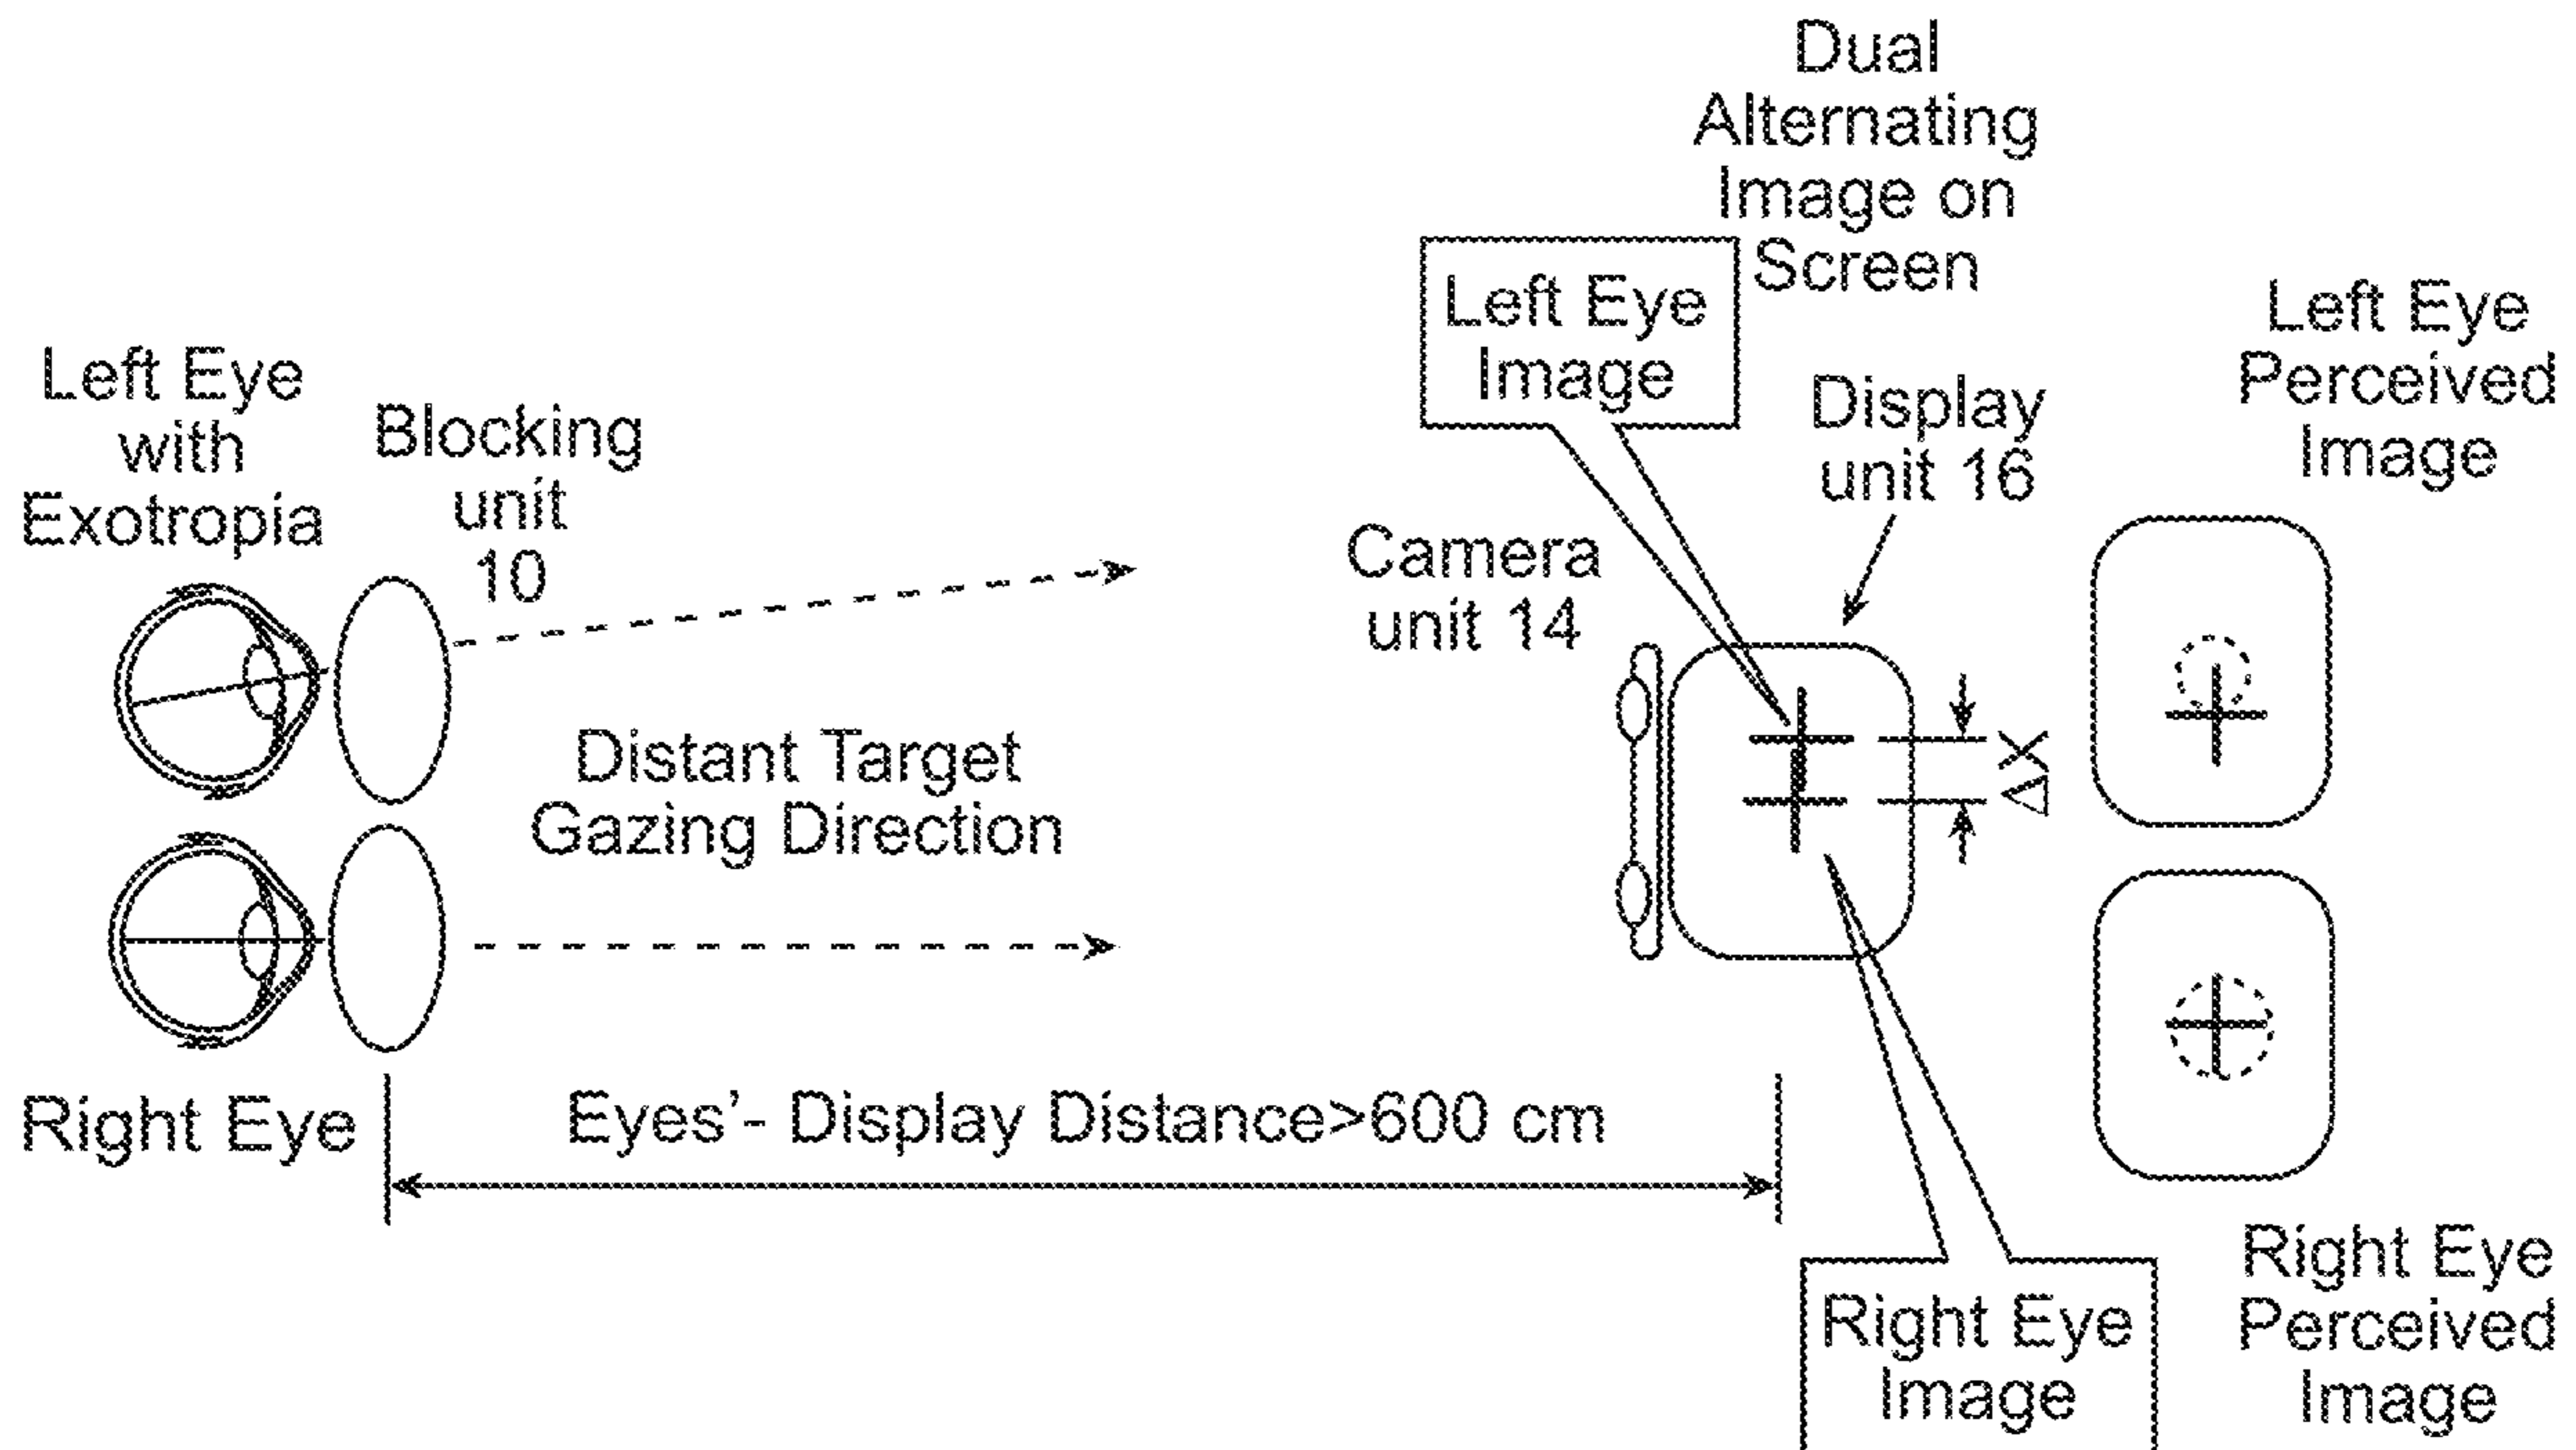 Dual
Alternating
Image on
Screen
Left Eye
Image
Left Eye
Perceived
Image
Left Eye
with
Exotropia
Blocking
unit
10
Display
unit 16
Camera
unit 14
Distant Target
Gazing Direction
ΔX
Right Eye
Eyes'- Display Distance>600 cm
Right Eye
Image
Right Eye
Perceived
Image